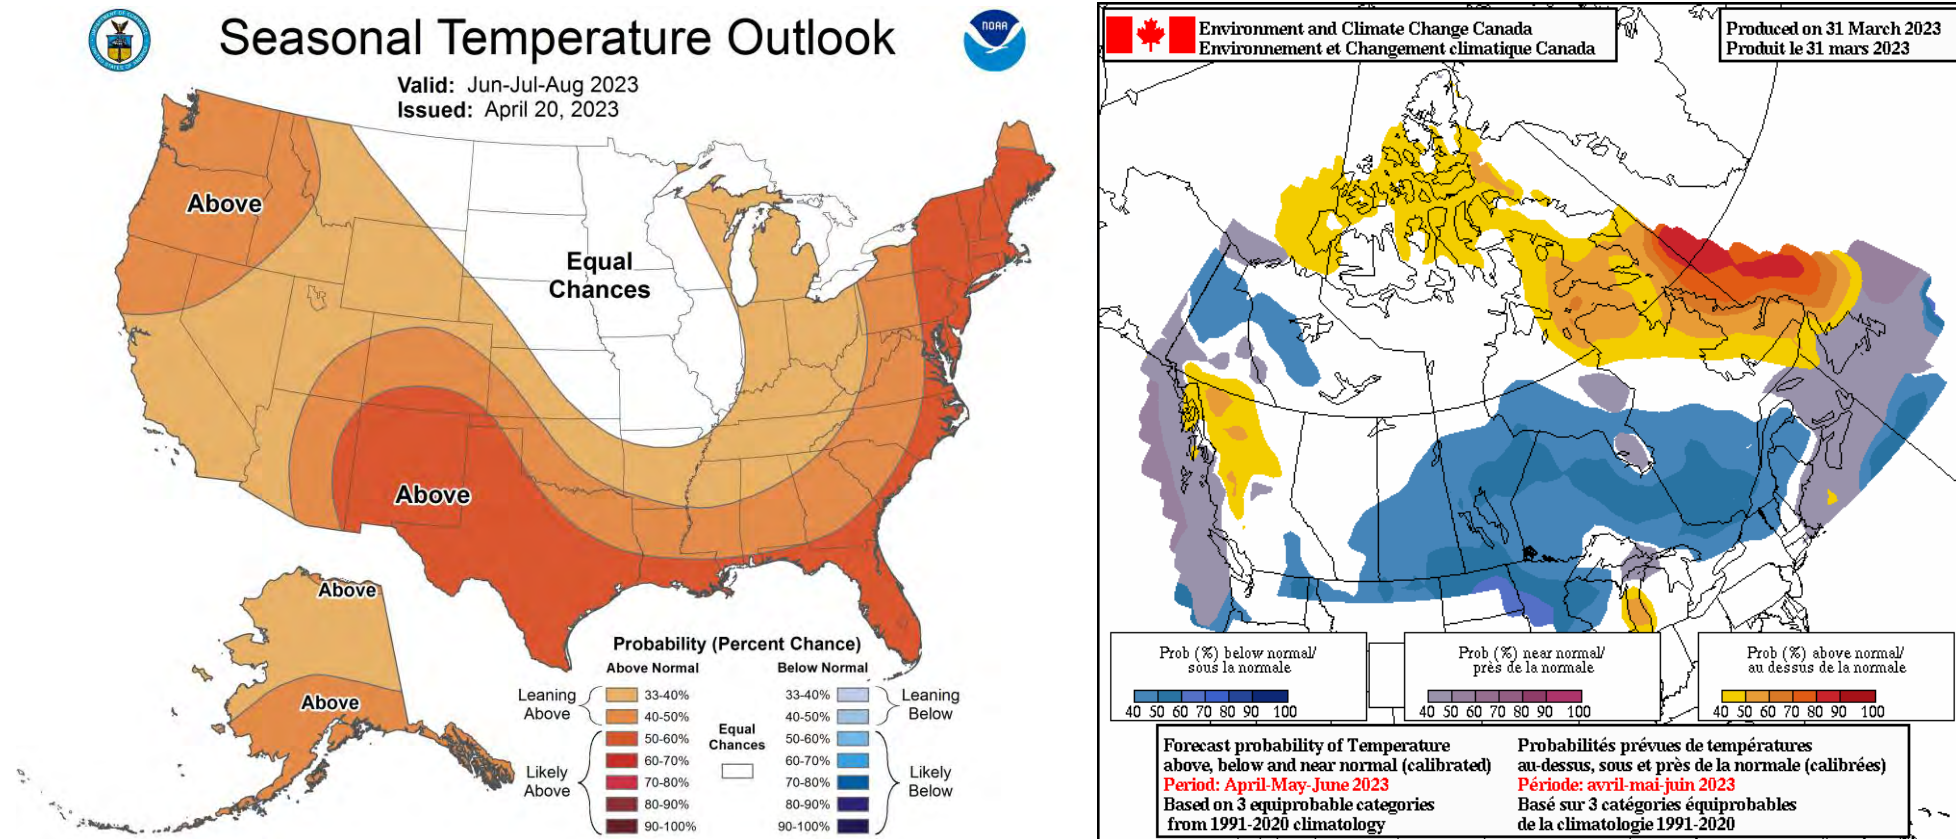 Seasonal Temperature Outlook
NOAA
Valid: Jun-Jul-Aug 2023
Issued: April 20, 2023
Above
Equal
Chances
Above
Above
Above
Probability (Percent Chance)
Above Normal
Below Normal
Leaning
Above
33-40%
40-50%
Likely
Above
50-60%
60-70%
70-80%
80-90%
90-100%
Equal
Chances
33-40%
40-50%
Leaning
Below
50-60%
60-70%
70-80%
80-90%
90-100%
Likely
Below
Environment and Climate Change Canada
Environnement et Changement climatique Canada
Produced on 31 March 2023
Produit le 31 mars 2023
Prob (%) below normal/
sous la normale
40 50 60 70 80 90 100
Prob (%) near normal/
près de la normale
40 50 60 70 80 90 100
Prob (%) above normal/
au dessus de la normale
40 50 60 70 80 90 100
Forecast probability of Temperature
above, below and near normal (calibrated)
Period: April-May-June 2023
Based on 3 equiprobable categories
from 1991-2020 climatology
Probabilités prévues de températures
au-dessus, sous et près de la normale (calibrées)
Période: avril-mai-juin 2023
Basé sur 3 catégories équiprobables
de la climatologie 1991-2020